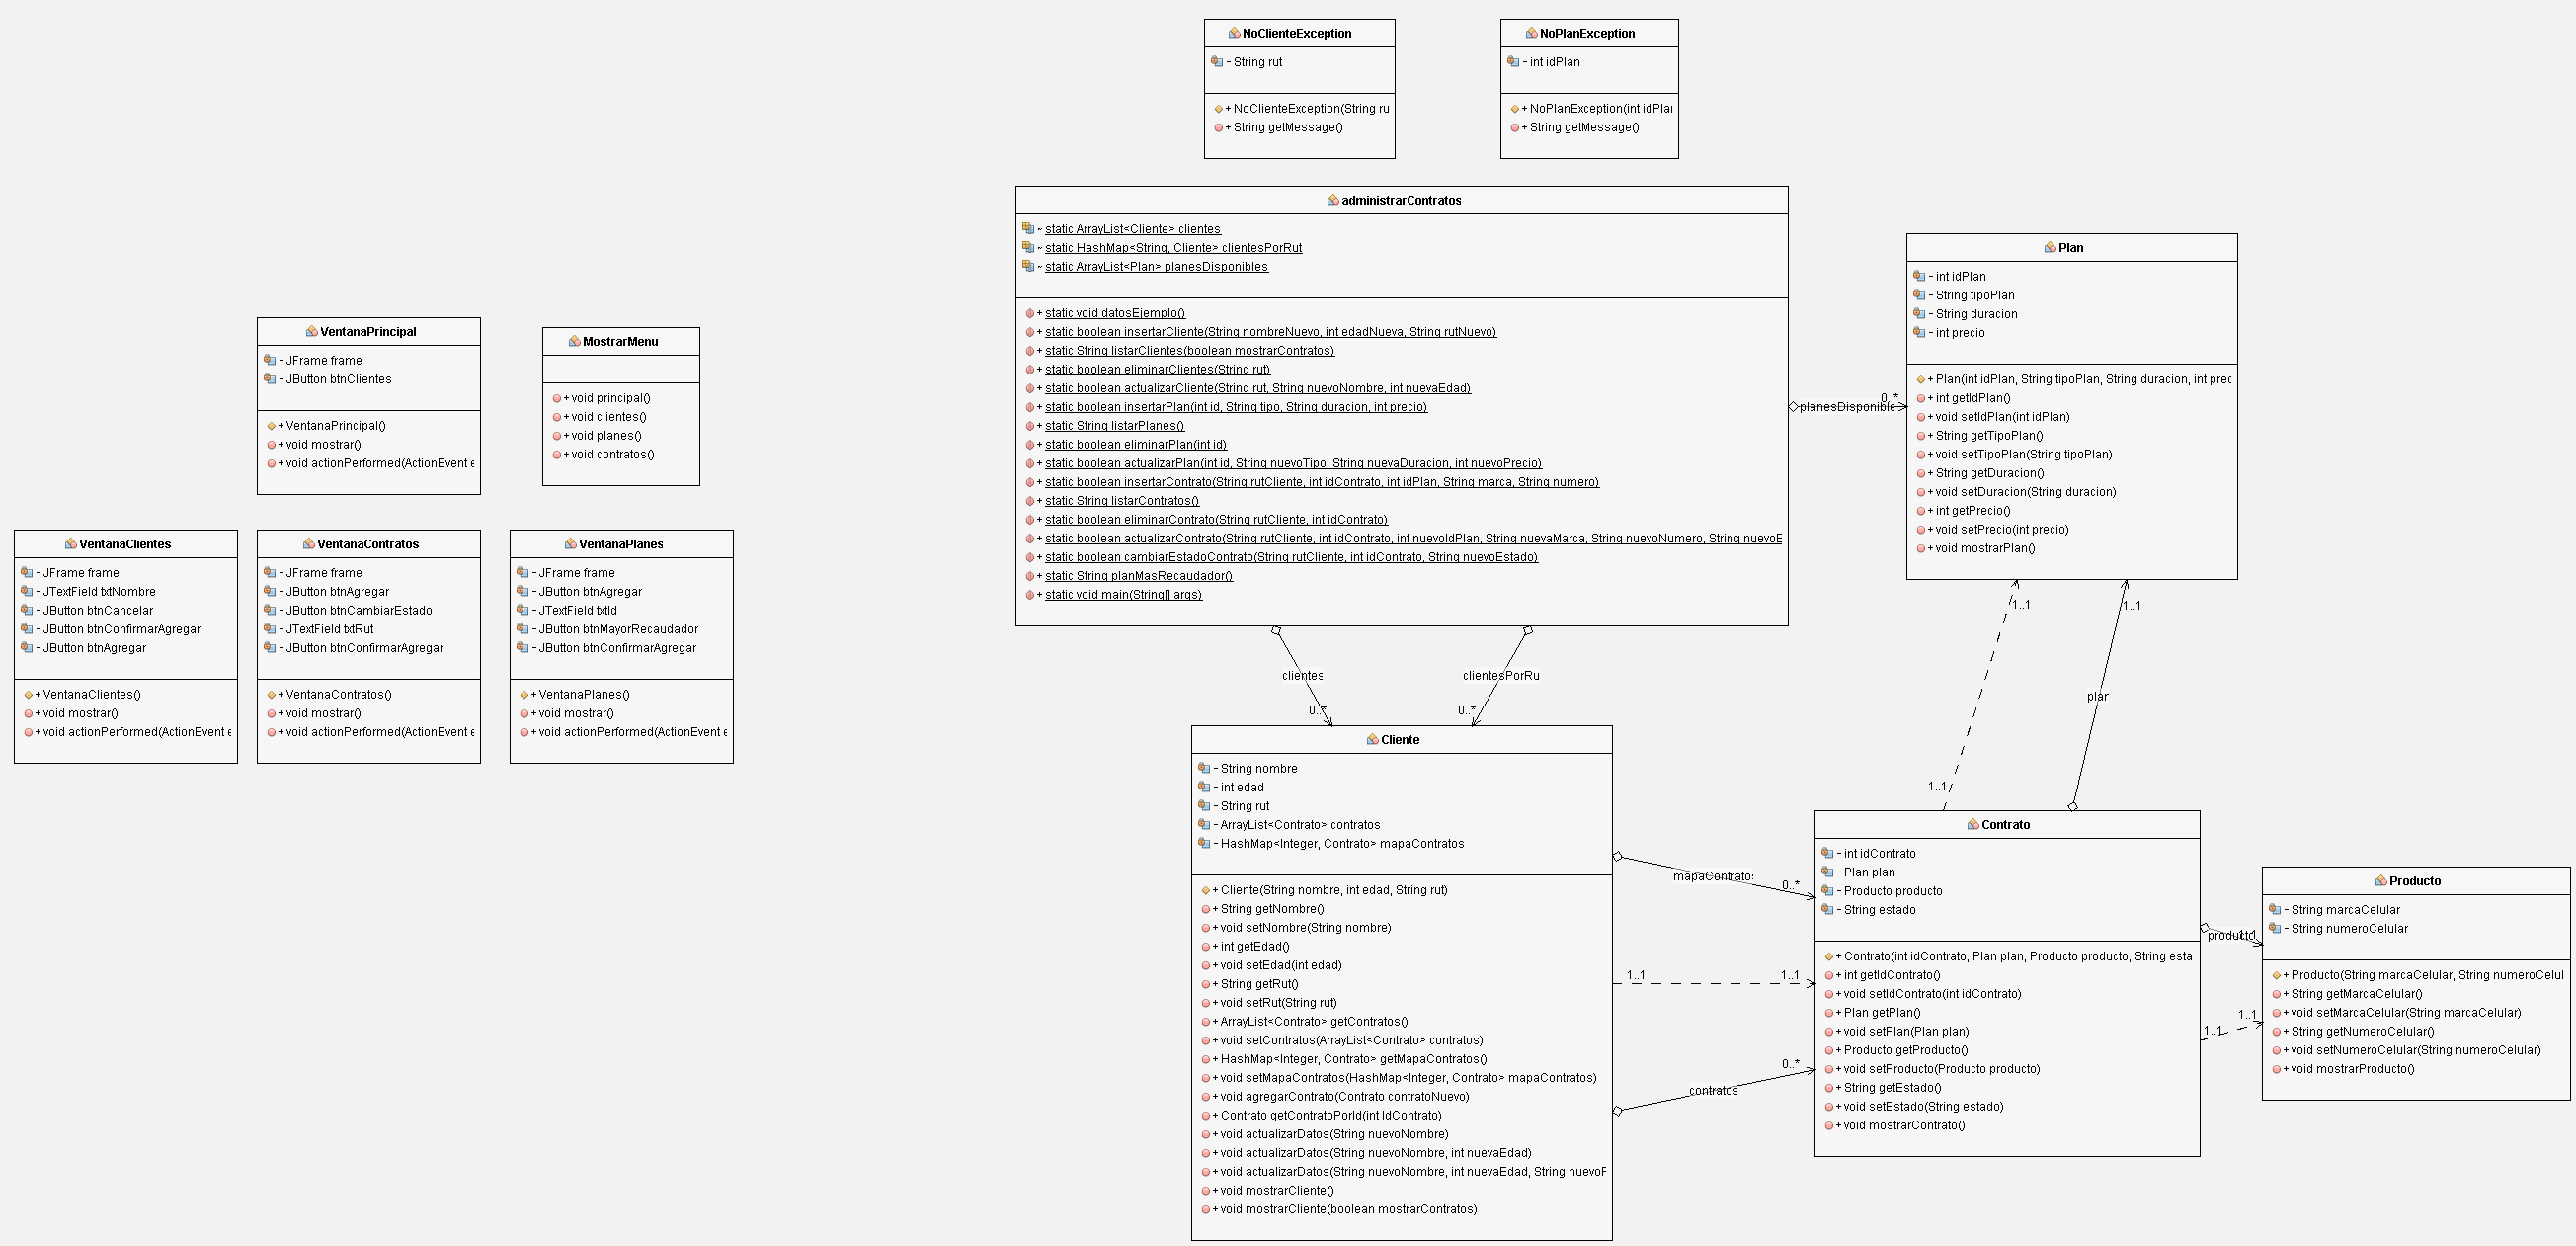 NoClienteException
- String rut
+ NoClienteException(String ru
+ String getMessage()
NoPlanException
- int idPlan
+ NoPlanException(int idPlan
+ String getMessage()
administrarContratos
~ static ArrayList<Cliente> clientes
~ static HashMap<String, Cliente> clientesPorRut
~ static ArrayList<Plan> planesDisponibles
+ static void datosEjemplo()
+ static boolean insertarCliente(String nombreNuevo, int edadNueva, String rutNuevo)
+ static String listarClientes(boolean mostrarContratos)
+ static boolean eliminarClientes(String rut)
+ static boolean actualizarCliente(String rut, String nuevoNombre, int nuevaEdad)
+ static boolean insertarPlan(int id, String tipo, String duracion, int precio)
+ static String listarPlanes()
+ static boolean eliminarPlan(int id)
+ static boolean actualizarPlan(int id, String nuevoTipo, String nuevaDuracion, int nuevoPrecio)
+ static boolean insertarContrato(String rutCliente, int idContrato, int idPlan, String marca, String numero)
+ static String listarContratos()
+ static boolean eliminarContrato(String rutCliente, int idContrato)
+ static boolean actualizarContrato(String rutCliente, int idContrato, int nuevoIdPlan, String nuevaMarca, String nuevoNumero, String nuevoE
+ static boolean cambiarEstadoContrato(String rutCliente, int idContrato, String nuevoEstado)
+ static String planMasRecaudador()
+ static void main(String[] args)
planesDisponible
0..*
Plan
- int idPlan
- String tipoPlan
- String duracion
- int precio
+ Plan(int idPlan, String tipoPlan, String duracion, int prec
+ int getIdPlan()
+ void setIdPlan(int idPlan)
+ String getTipoPlan()
+ void setTipoPlan(String tipoPlan)
+ String getDuracion()
+ void setDuracion(String duracion)
+ int getPrecio()
+ void setPrecio(int precio)
+ void mostrarPlan()
VentanaPrincipal
- JFrame frame
- JButton btnClientes
+ VentanaPrincipal()
+ void mostrar()
+ void actionPerformed(ActionEvent e
MostrarMenu
+ void principal()
+ void clientes()
+ void planes()
+ void contratos()
VentanaClientes
- JFrame frame
- JTextField txtNombre
- JButton btnCancelar
- JButton btnConfirmarAgregar
- JButton btnAgregar
+ VentanaClientes()
+ void mostrar()
+ void actionPerformed(ActionEvent e
VentanaContratos
- JFrame frame
- JButton btnAgregar
- JButton btnCambiarEstado
- JTextField txtRut
- JButton btnConfirmarAgregar
+ VentanaContratos()
+ void mostrar()
+ void actionPerformed(ActionEvent e
VentanaPlanes
- JFrame frame
- JButton btnAgregar
- JTextField txtId
- JButton btnMayorRecaudador
- JButton btnConfirmarAgregar
+ VentanaPlanes()
+ void mostrar()
+ void actionPerformed(ActionEvent e
clientes
0..*
clientesPorRu
0..*
1..1
1..1
plan
1..1
Cliente
- String nombre
- int edad
- String rut
- ArrayList<Contrato> contratos
- HashMap<Integer, Contrato> mapaContratos
+ Cliente(String nombre, int edad, String rut)
+ String getNombre()
+ void setNombre(String nombre)
+ int getEdad()
+ void setEdad(int edad)
+ String getRut()
+ void setRut(String rut)
+ ArrayList<Contrato> getContratos()
+ void setContratos(ArrayList<Contrato> contratos)
+ HashMap<Integer, Contrato> getMapaContratos()
+ void setMapaContratos(HashMap<Integer, Contrato> mapaContratos)
+ void agregarContrato(Contrato contratoNuevo)
+ Contrato getContratoPorId(int IdContrato)
+ void actualizarDatos(String nuevoNombre)
+ void actualizarDatos(String nuevoNombre, int nuevaEdad)
+ void actualizarDatos(String nuevoNombre, int nuevaEdad, String nuevoR
+ void mostrarCliente()
+ void mostrarCliente(boolean mostrarContratos)
mapaContratos
0..*
1..1
1..1
contratos
0..*
Contrato
- int idContrato
- Plan plan
- Producto producto
- String estado
+ Contrato(int idContrato, Plan plan, Producto producto, String esta
+ int getIdContrato()
+ void setIdContrato(int idContrato)
+ Plan getPlan()
+ void setPlan(Plan plan)
+ Producto getProducto()
+ void setProducto(Producto producto)
+ String getEstado()
+ void setEstado(String estado)
+ void mostrarContrato()
producto
1..1
1..1
1..1
Producto
- String marcaCelular
- String numeroCelular
+ Producto(String marcaCelular, String numeroCelul
+ String getMarcaCelular()
+ void setMarcaCelular(String marcaCelular)
+ String getNumeroCelular()
+ void setNumeroCelular(String numeroCelular)
+ void mostrarProducto()